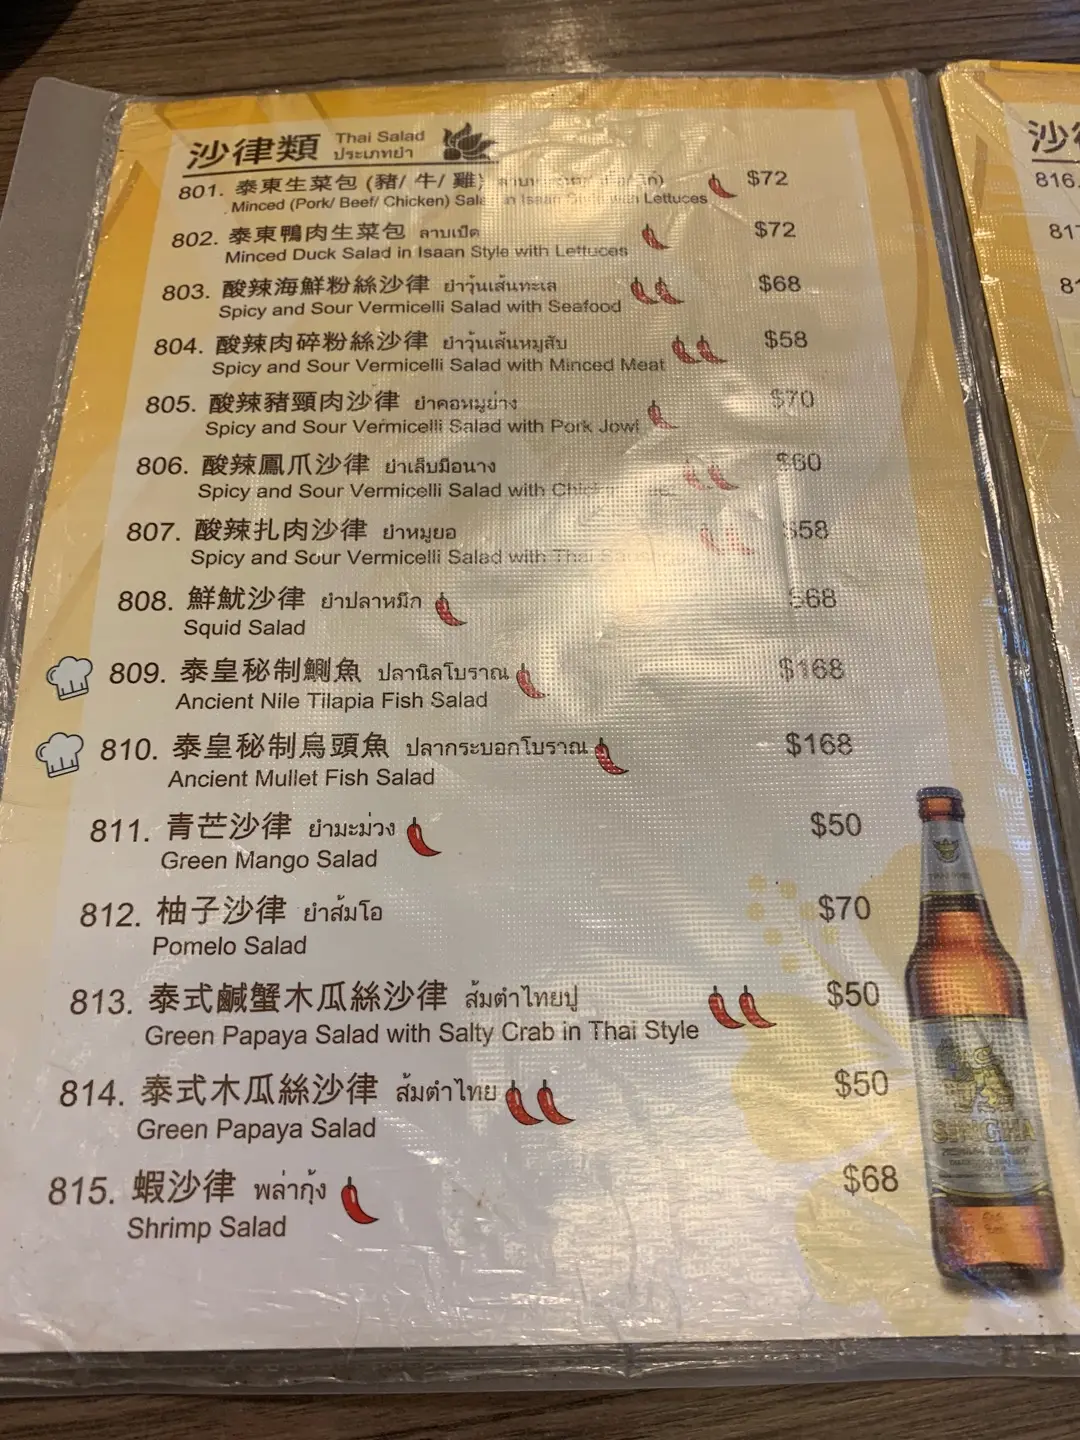 沙律類 Thai Salad
ประเภทยำ
801. 泰東生菜包 (豬/ 牛/ 雞) $72
Minced (Pork/ Beef/ Chicken) in Isaan with Lettuces
802. 泰東鴨肉生菜包 ลาบเป็ด $72
Minced Duck Salad in Isaan Style with Lettuces
803. 酸辣海鮮粉絲沙律 ยำวุ้นเส้นทะเล $68
Spicy and Sour Vermicelli Salad with Seafood
804. 酸辣肉碎粉絲沙律 ยำวุ้นเส้นหมูสับ $58
Spicy and Sour Vermicelli Salad with Minced Meat
805. 酸辣豬頸肉沙律 ยำคอหมูย่าง $70
Spicy and Sour Vermicelli Salad with Pork Jowl
806. 酸辣鳳爪沙律 ยำเล็บมือนาง $60
Spicy and Sour Vermicelli Salad with
807. 酸辣扎肉沙律 ยำหมูยอ $58
Spicy and Sour Vermicelli Salad with Thai
808. 鮮魷沙律 ยำปลาหมึก $68
Squid Salad
809. 泰皇秘制鰂魚 ปลานิลโบราณ $168
Ancient Nile Tilapia Fish Salad
810. 泰皇秘制烏頭魚 ปลากระบอกโบราณ $168
Ancient Mullet Fish Salad
811. 青芒沙律 ยำมะม่วง $50
Green Mango Salad
812. 柚子沙律 ยำส้มโอ $70
Pomelo Salad
813. 泰式鹹蟹木瓜絲沙律 ส้มตำไทยปู $50
Green Papaya Salad with Salty Crab in Thai Style
814. 泰式木瓜絲沙律 ส้มตำไทย $50
Green Papaya Salad
815. 蝦沙律 พล่ากุ้ง $68
Shrimp Salad
SINGHA
沙
816.